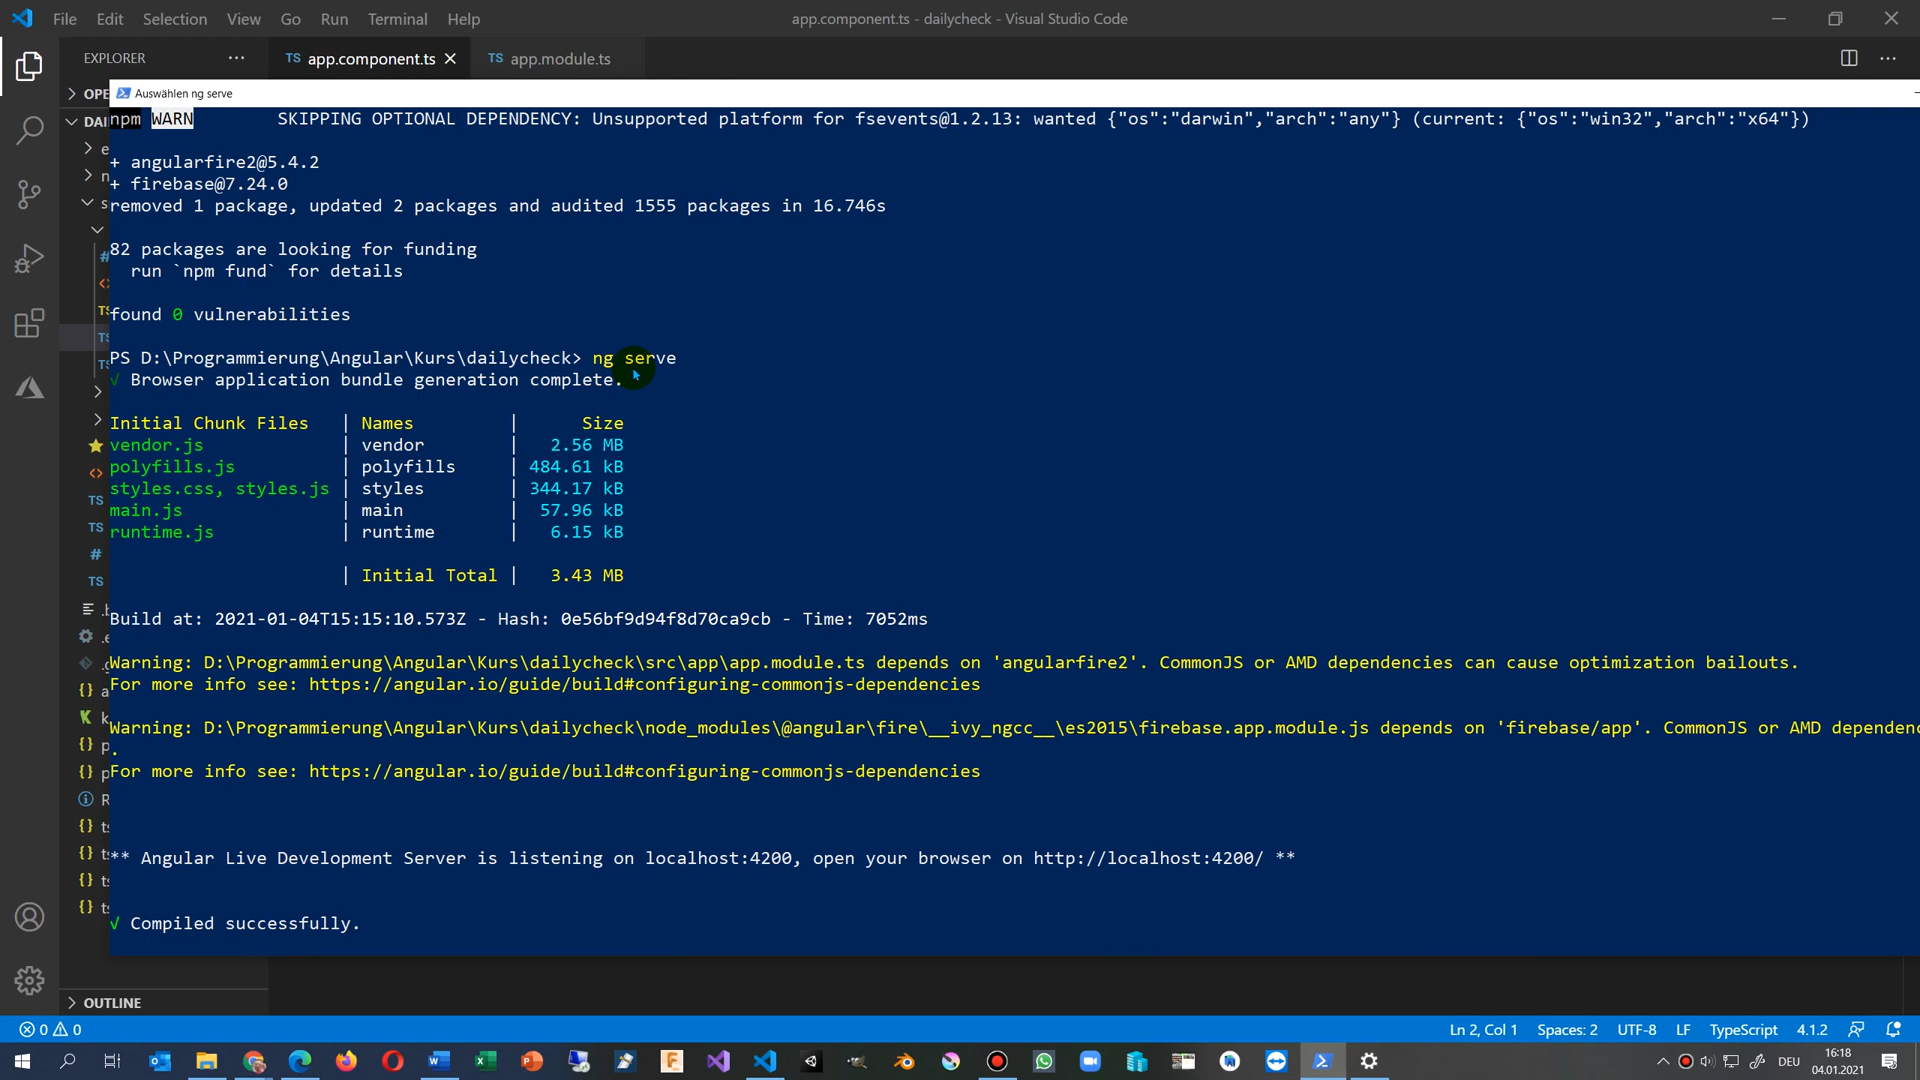 File Edit Selection View Go Run Terminal Help
app.component.ts - dailycheck - Visual Studio Code
EXPLORER
TS app.component.ts
TS app.module.ts
OPE
Auswählen ng serve
DAI
npm WARN SKIPPING OPTIONAL DEPENDENCY: Unsupported platform for fsevents@1.2.13: wanted {"os":"darwin","arch":"any"} (current: {"os":"win32","arch":"x64"})
+ angularfire2@5.4.2
+ firebase@7.24.0
removed 1 package, updated 2 packages and audited 1555 packages in 16.746s
82 packages are looking for funding
run `npm fund` for details
found 0 vulnerabilities
PS D:\Programmierung\Angular\Kurs\dailycheck> ng serve
√ Browser application bundle generation complete.
Initial Chunk Files | Names | Size
vendor.js | vendor | 2.56 MB
polyfills.js | polyfills | 484.61 kB
styles.css, styles.js | styles | 344.17 kB
main.js | main | 57.96 kB
runtime.js | runtime | 6.15 kB
| Initial Total | 3.43 MB
Build at: 2021-01-04T15:15:10.573Z - Hash: 0e56bf9d94f8d70ca9cb - Time: 7052ms
Warning: D:\Programmierung\Angular\Kurs\dailycheck\src\app\app.module.ts depends on 'angularfire2'. CommonJS or AMD dependencies can cause optimization bailouts.
For more info see: https://angular.io/guide/build#configuring-commonjs-dependencies
Warning: D:\Programmierung\Angular\Kurs\dailycheck\node_modules\@angular\fire\__ivy_ngcc__\es2015\firebase.app.module.js depends on 'firebase/app'. CommonJS or AMD dependenc
.
For more info see: https://angular.io/guide/build#configuring-commonjs-dependencies
** Angular Live Development Server is listening on localhost:4200, open your browser on http://localhost:4200/ **
√ Compiled successfully.
OUTLINE
0 0
Ln 2, Col 1 Spaces: 2 UTF-8 LF TypeScript 4.1.2
DEU
16:18
04.01.2021